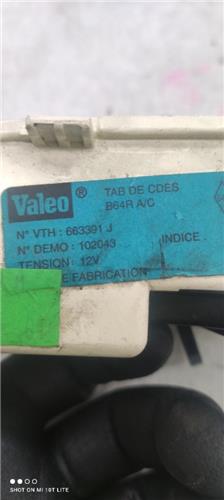 Valeo ®
TAB DE CDES
B64R A/C
N° VTH : 663391 J
N° DEMO : 102043
INDICE .
TENSION : 12V
E FABRICATION
SHOT ON MI 10T LITE